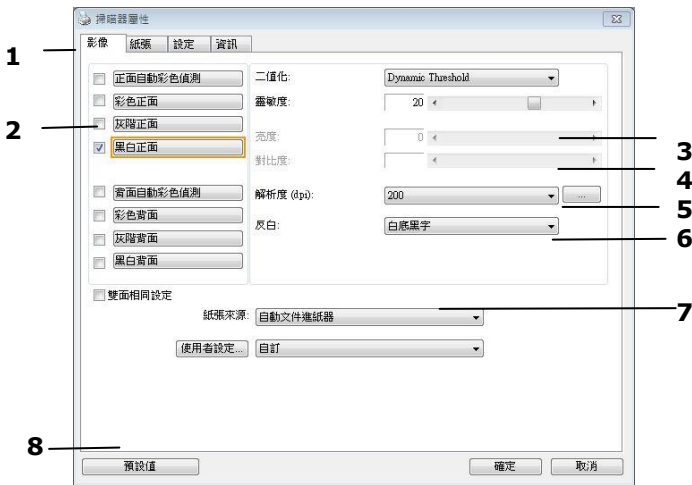 掃瞄器屬性
影像 紙張 設定 資訊
1
正面自動彩色偵測
彩色正面
灰階正面
黑白正面
2
背面自動彩色偵測
彩色背面
灰階背面
黑白背面
二值化: Dynamic Threshold
靈敏度: 20
亮度: 0
對比度:
3
4
解析度 (dpi): 200 ...
5
反白: 白底黑字
6
雙面相同設定
紙張來源: 自動文件進紙器
7
使用者設定... 自訂
8
預設值 確定 取消